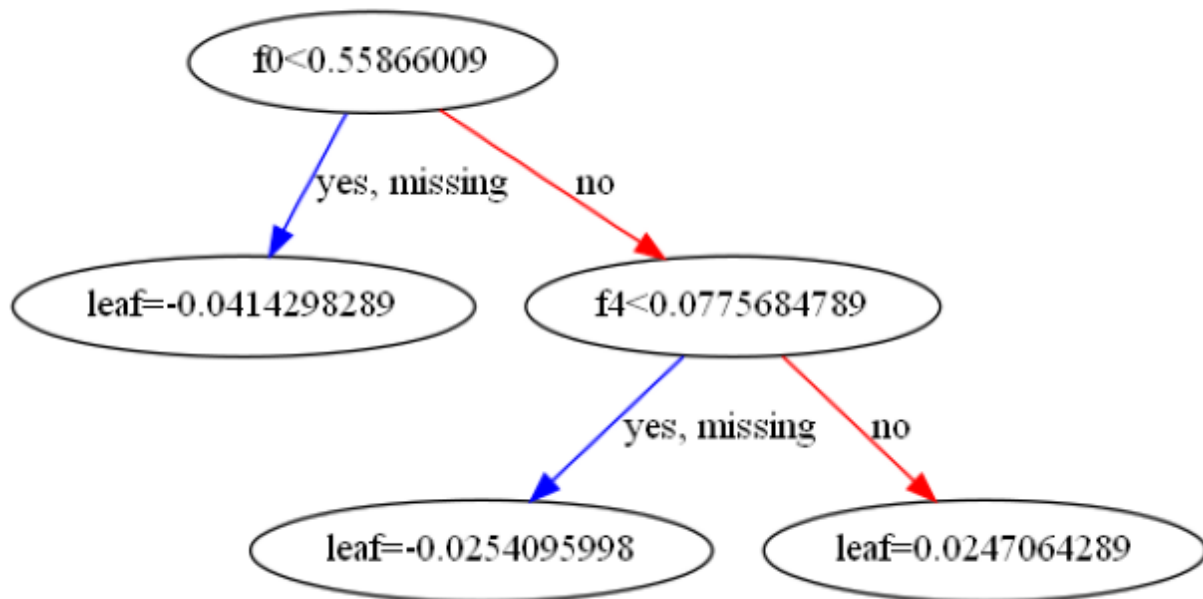 f0<0.55866009
yes, missing
no
leaf=-0.0414298289
f4<0.0775684789
yes, missing
no
leaf=-0.0254095998
leaf=0.0247064289